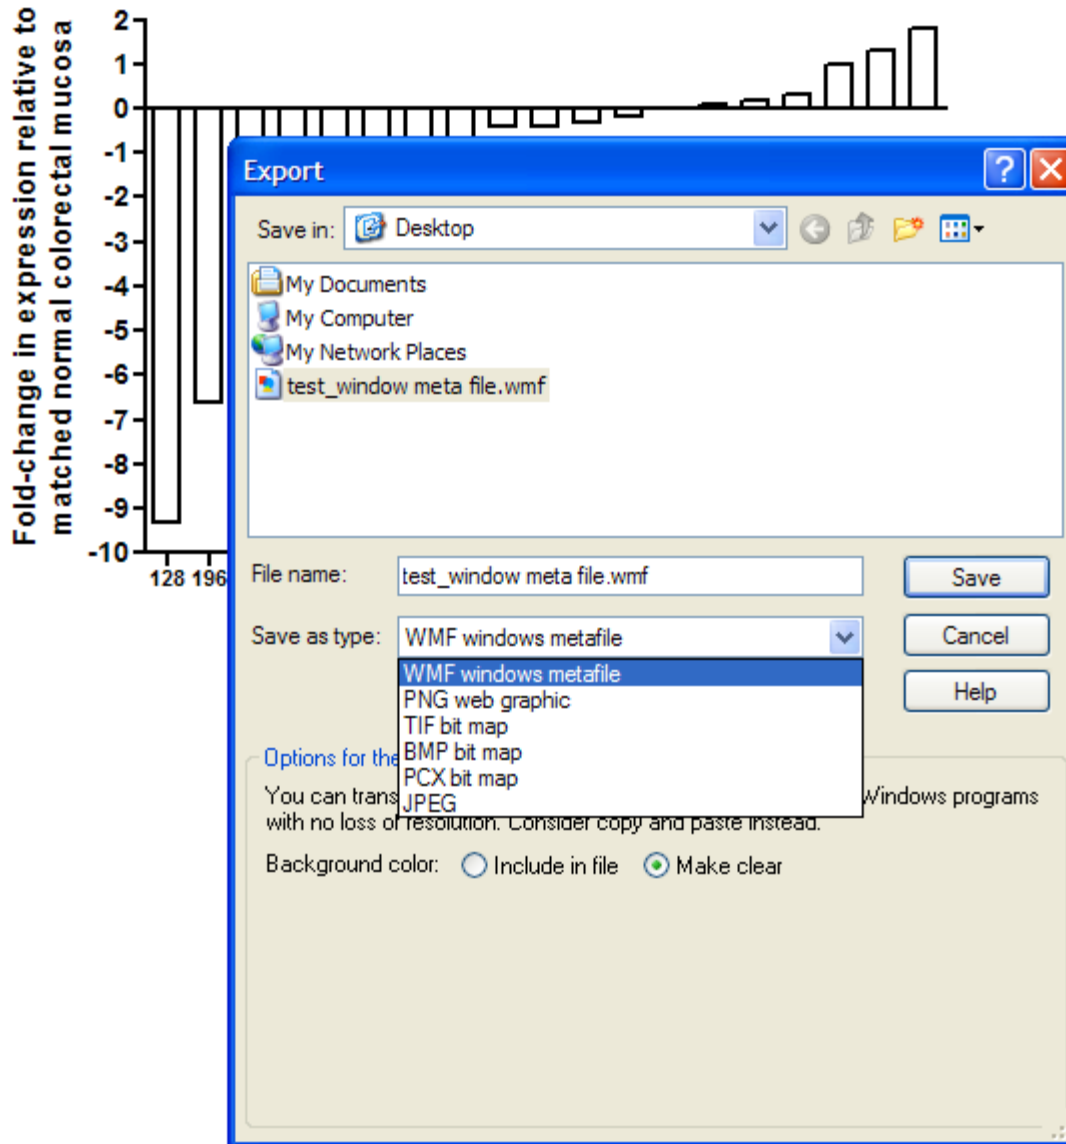 Fold-change in expression relative to
matched normal colorectal mucosa
2
1
0
-1
-2
-3
-4
-5
-6
-7
-8
-9
-10
128 196
Export
Save in: Desktop
My Documents
My Computer
My Network Places
test_window meta file.wmf
File name: test_window meta file.wmf Save
Save as type: WMF windows metafile Cancel
WMF windows metafile
PNG web graphic Help
TIF bit map
BMP bit map
PCX bit map
JPEG
Options for the
You can trans Windows programs
with no loss of resolution. Consider copy and paste instead.
Background color: Include in file Make clear